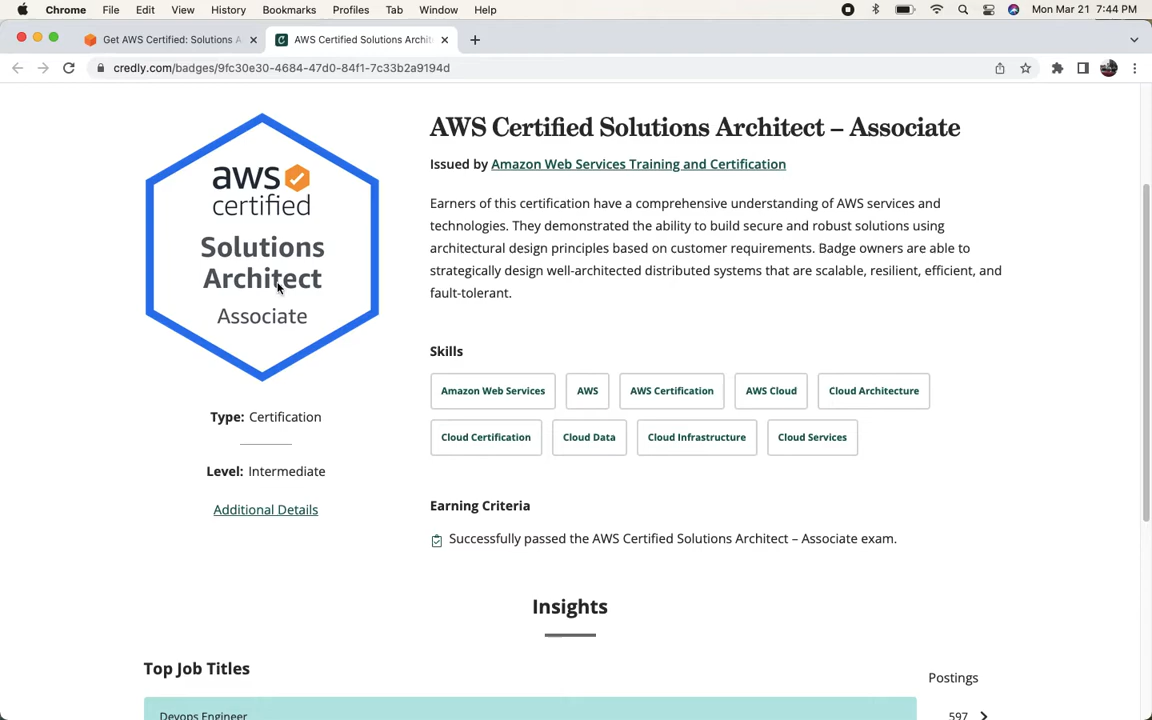 Chrome File Edit View History Bookmarks Profiles Tab Window Help Mon Mar 21 7:44 PM
Get AWS Certified: Solutions A
AWS Certified Solutions Archit
credly.com/badges/9fc30e30-4684-47d0-84f1-7c33b2a9194d
aws
certified
Solutions
Architect
Associate
Type: Certification
Level: Intermediate
Additional Details
AWS Certified Solutions Architect – Associate
Issued by Amazon Web Services Training and Certification
Earners of this certification have a comprehensive understanding of AWS services and
technologies. They demonstrated the ability to build secure and robust solutions using
architectural design principles based on customer requirements. Badge owners are able to
strategically design well-architected distributed systems that are scalable, resilient, efficient, and
fault-tolerant.
Skills
Amazon Web Services AWS AWS Certification AWS Cloud Cloud Architecture
Cloud Certification Cloud Data Cloud Infrastructure Cloud Services
Earning Criteria
Successfully passed the AWS Certified Solutions Architect – Associate exam.
Insights
Top Job Titles
Postings
Devops Engineer 597